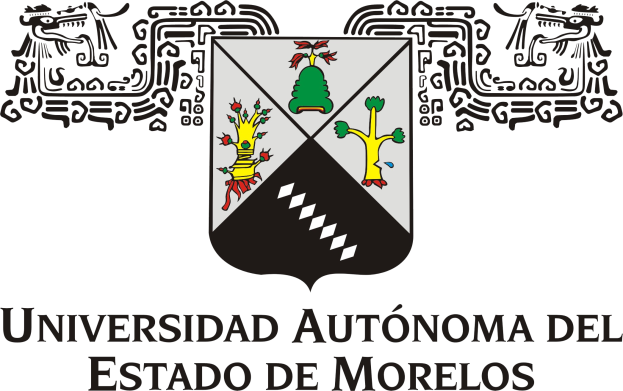 UNIVERSIDAD AUTÓNOMA DEL
ESTADO DE MORELOS